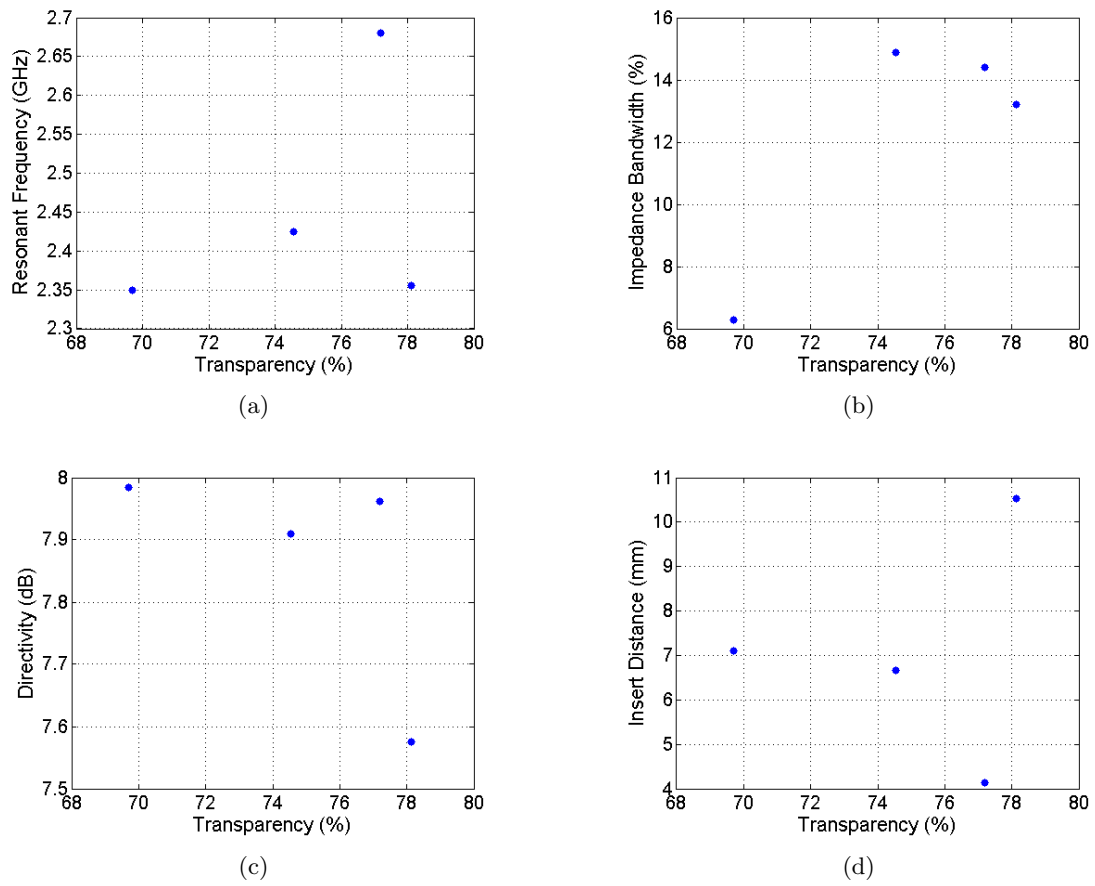 2.7
2.65
2.6
2.55
2.5
2.45
2.4
2.35
2.3
Resonant Frequency (GHz)
68 70 72 74 76 78 80
Transparency (%)
(a)
16
14
12
10
8
6
Impedance Bandwidth (%)
68 70 72 74 76 78 80
Transparency (%)
(b)
8
7.9
7.8
7.7
7.6
7.5
Directivity (dB)
68 70 72 74 76 78 80
Transparency (%)
(c)
11
10
9
8
7
6
5
4
Insert Distance (mm)
68 70 72 74 76 78 80
Transparency (%)
(d)